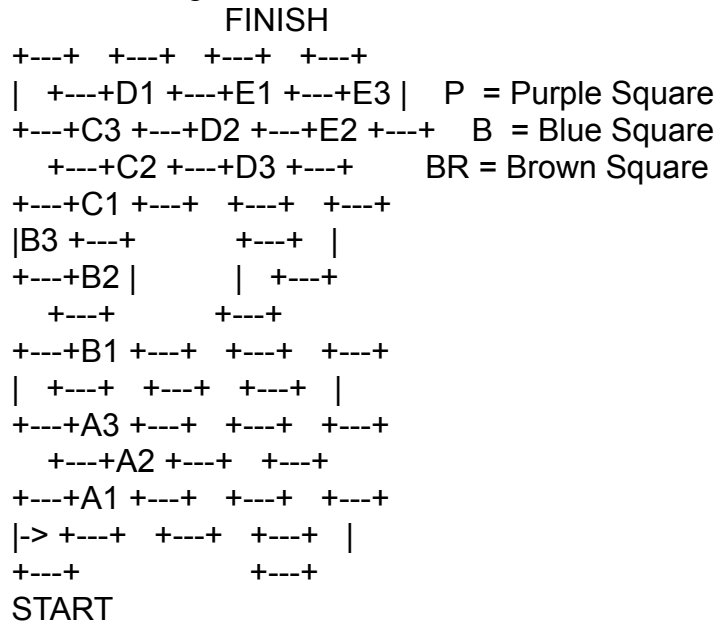 FINISH
+---+ +---+ +---+ +---+
| +---+D1 +---+E1 +---+E3 | P = Purple Square
+---+C3 +---+D2 +---+E2 +---+ B = Blue Square
+---+C2 +---+D3 +---+ BR = Brown Square
+---+C1 +---+ +---+ +---+
|B3 +---+ +---+ |
+---+B2 | | +---+
+---+ +---+
+---+B1 +---+ +---+ +---+
| +---+ +---+ +---+ |
+---+A3 +---+ +---+ +---+
+---+A2 +---+ +---+
+---+A1 +---+ +---+ +---+
|-> +---+ +---+ +---+ |
+---+ +---+
START